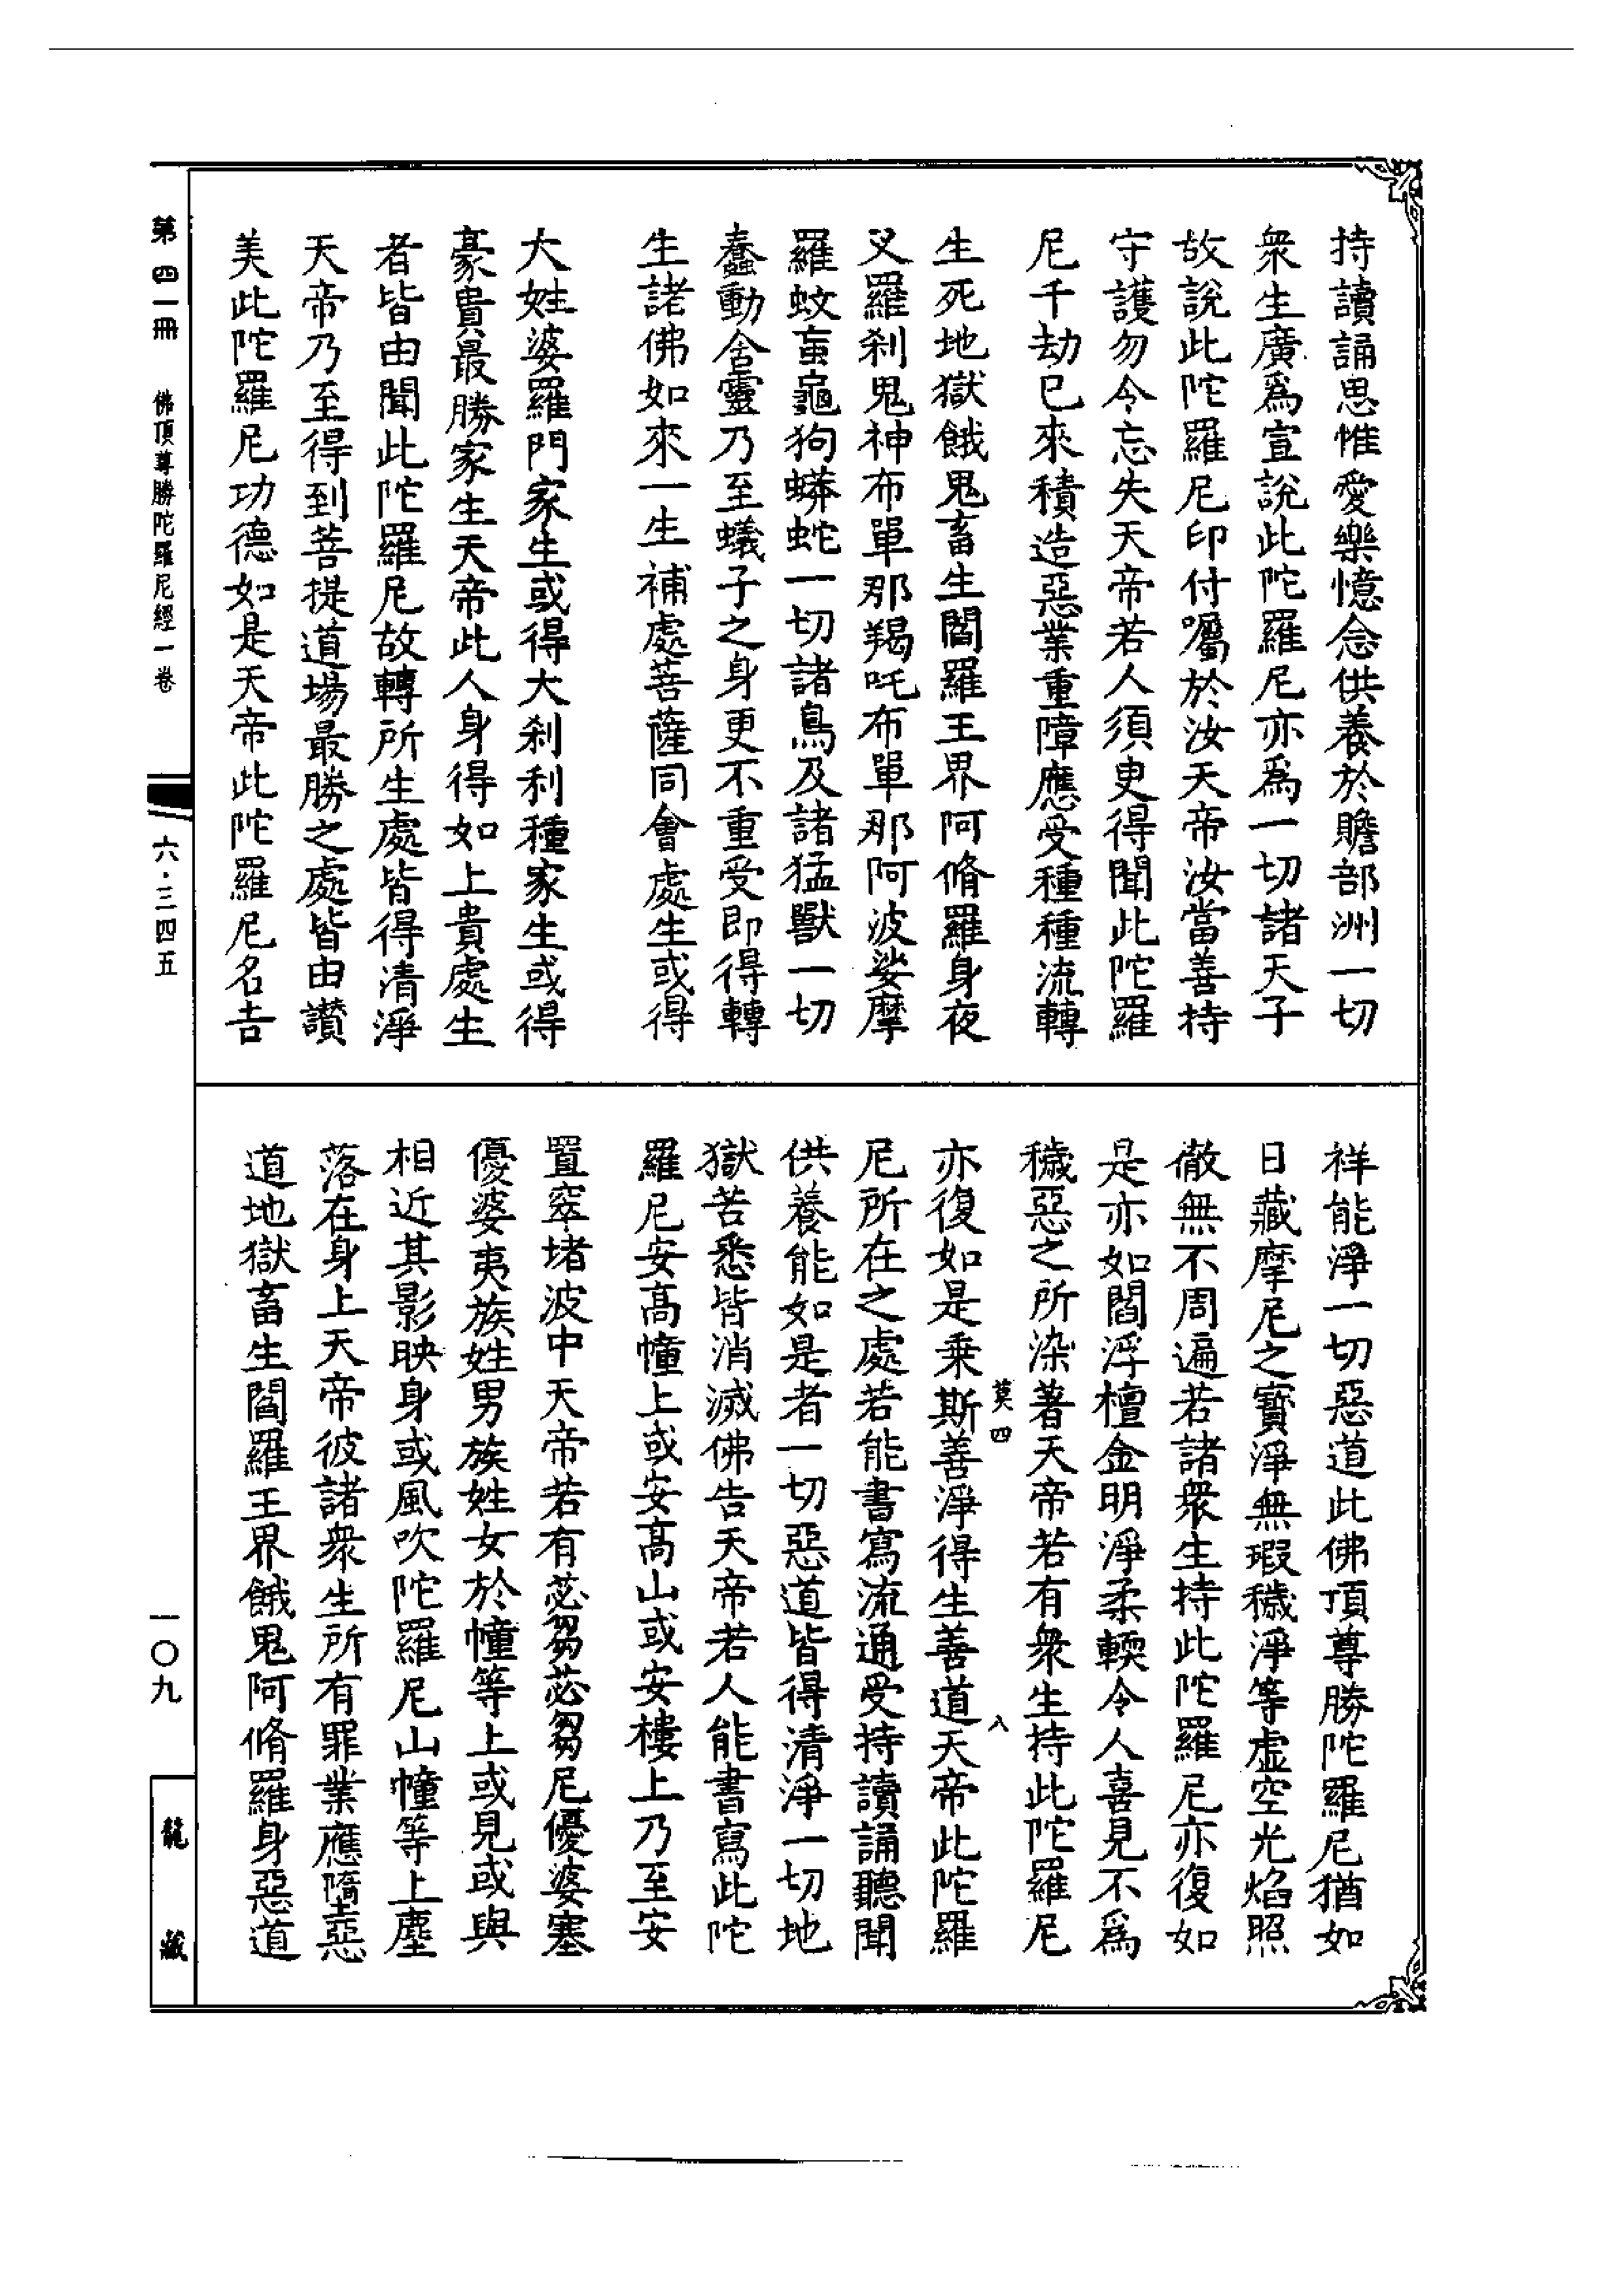 持讀誦思惟愛樂憶念供養於贍部洲一切
衆生廣爲宣說此陀羅尼亦爲一切諸天子
故說此陀羅尼印付囑於汝天帝汝當善持
守護勿令忘失天帝若人須臾得聞此陀羅
尼千劫已來積造惡業重障應受種種流轉
生死地獄餓鬼畜生閻羅王界阿脩羅身夜
叉羅刹鬼神布單那羯吒布單那阿波娑摩
羅蚊䖟龜狗蟒蛇一切諸鳥及諸猛獸一切
蠢動含靈乃至蟻子之身更不重受即得轉
生諸佛如來一生補處菩薩同會處生或得
大姓婆羅門家生或得大刹利種家生或得
豪貴最勝家生天帝此人身得如上貴處生
者皆由聞此陀羅尼故轉所生處皆得清淨
天帝乃至得到菩提道場最勝之處皆由讚
美此陀羅尼功德如是天帝此陀羅尼名吉
祥能淨一切惡道此佛頂尊勝陀羅尼猶如
日藏摩尼之寶淨無瑕穢淨等虛空光焰照
徹無不周遍若諸衆生持此陀羅尼亦復如
是亦如閻浮檀金明淨柔輭令人喜見不爲
穢惡之所染著天帝若有衆生持此陀羅尼
莫四
八
亦復如是乘斯善淨得生善道天帝此陀羅
尼所在之處若能書寫流通受持讀誦聽聞
供養能如是者一切惡道皆得清淨一切地
獄苦悉皆消滅佛告天帝若人能書寫此陀
羅尼安高幢上或安高山或安樓上乃至安
置窣堵波中天帝若有苾芻苾芻尼優婆塞
優婆夷族姓男族姓女於幢等上或見或與
相近其影映身或風吹陀羅尼山幢等上塵
落在身上天帝彼諸衆生所有罪業應墮惡
道地獄畜生閻羅王界餓鬼阿脩羅身惡道
第四一冊 佛頂尊勝陀羅尼經一卷
六·三四五
一〇九
龍藏